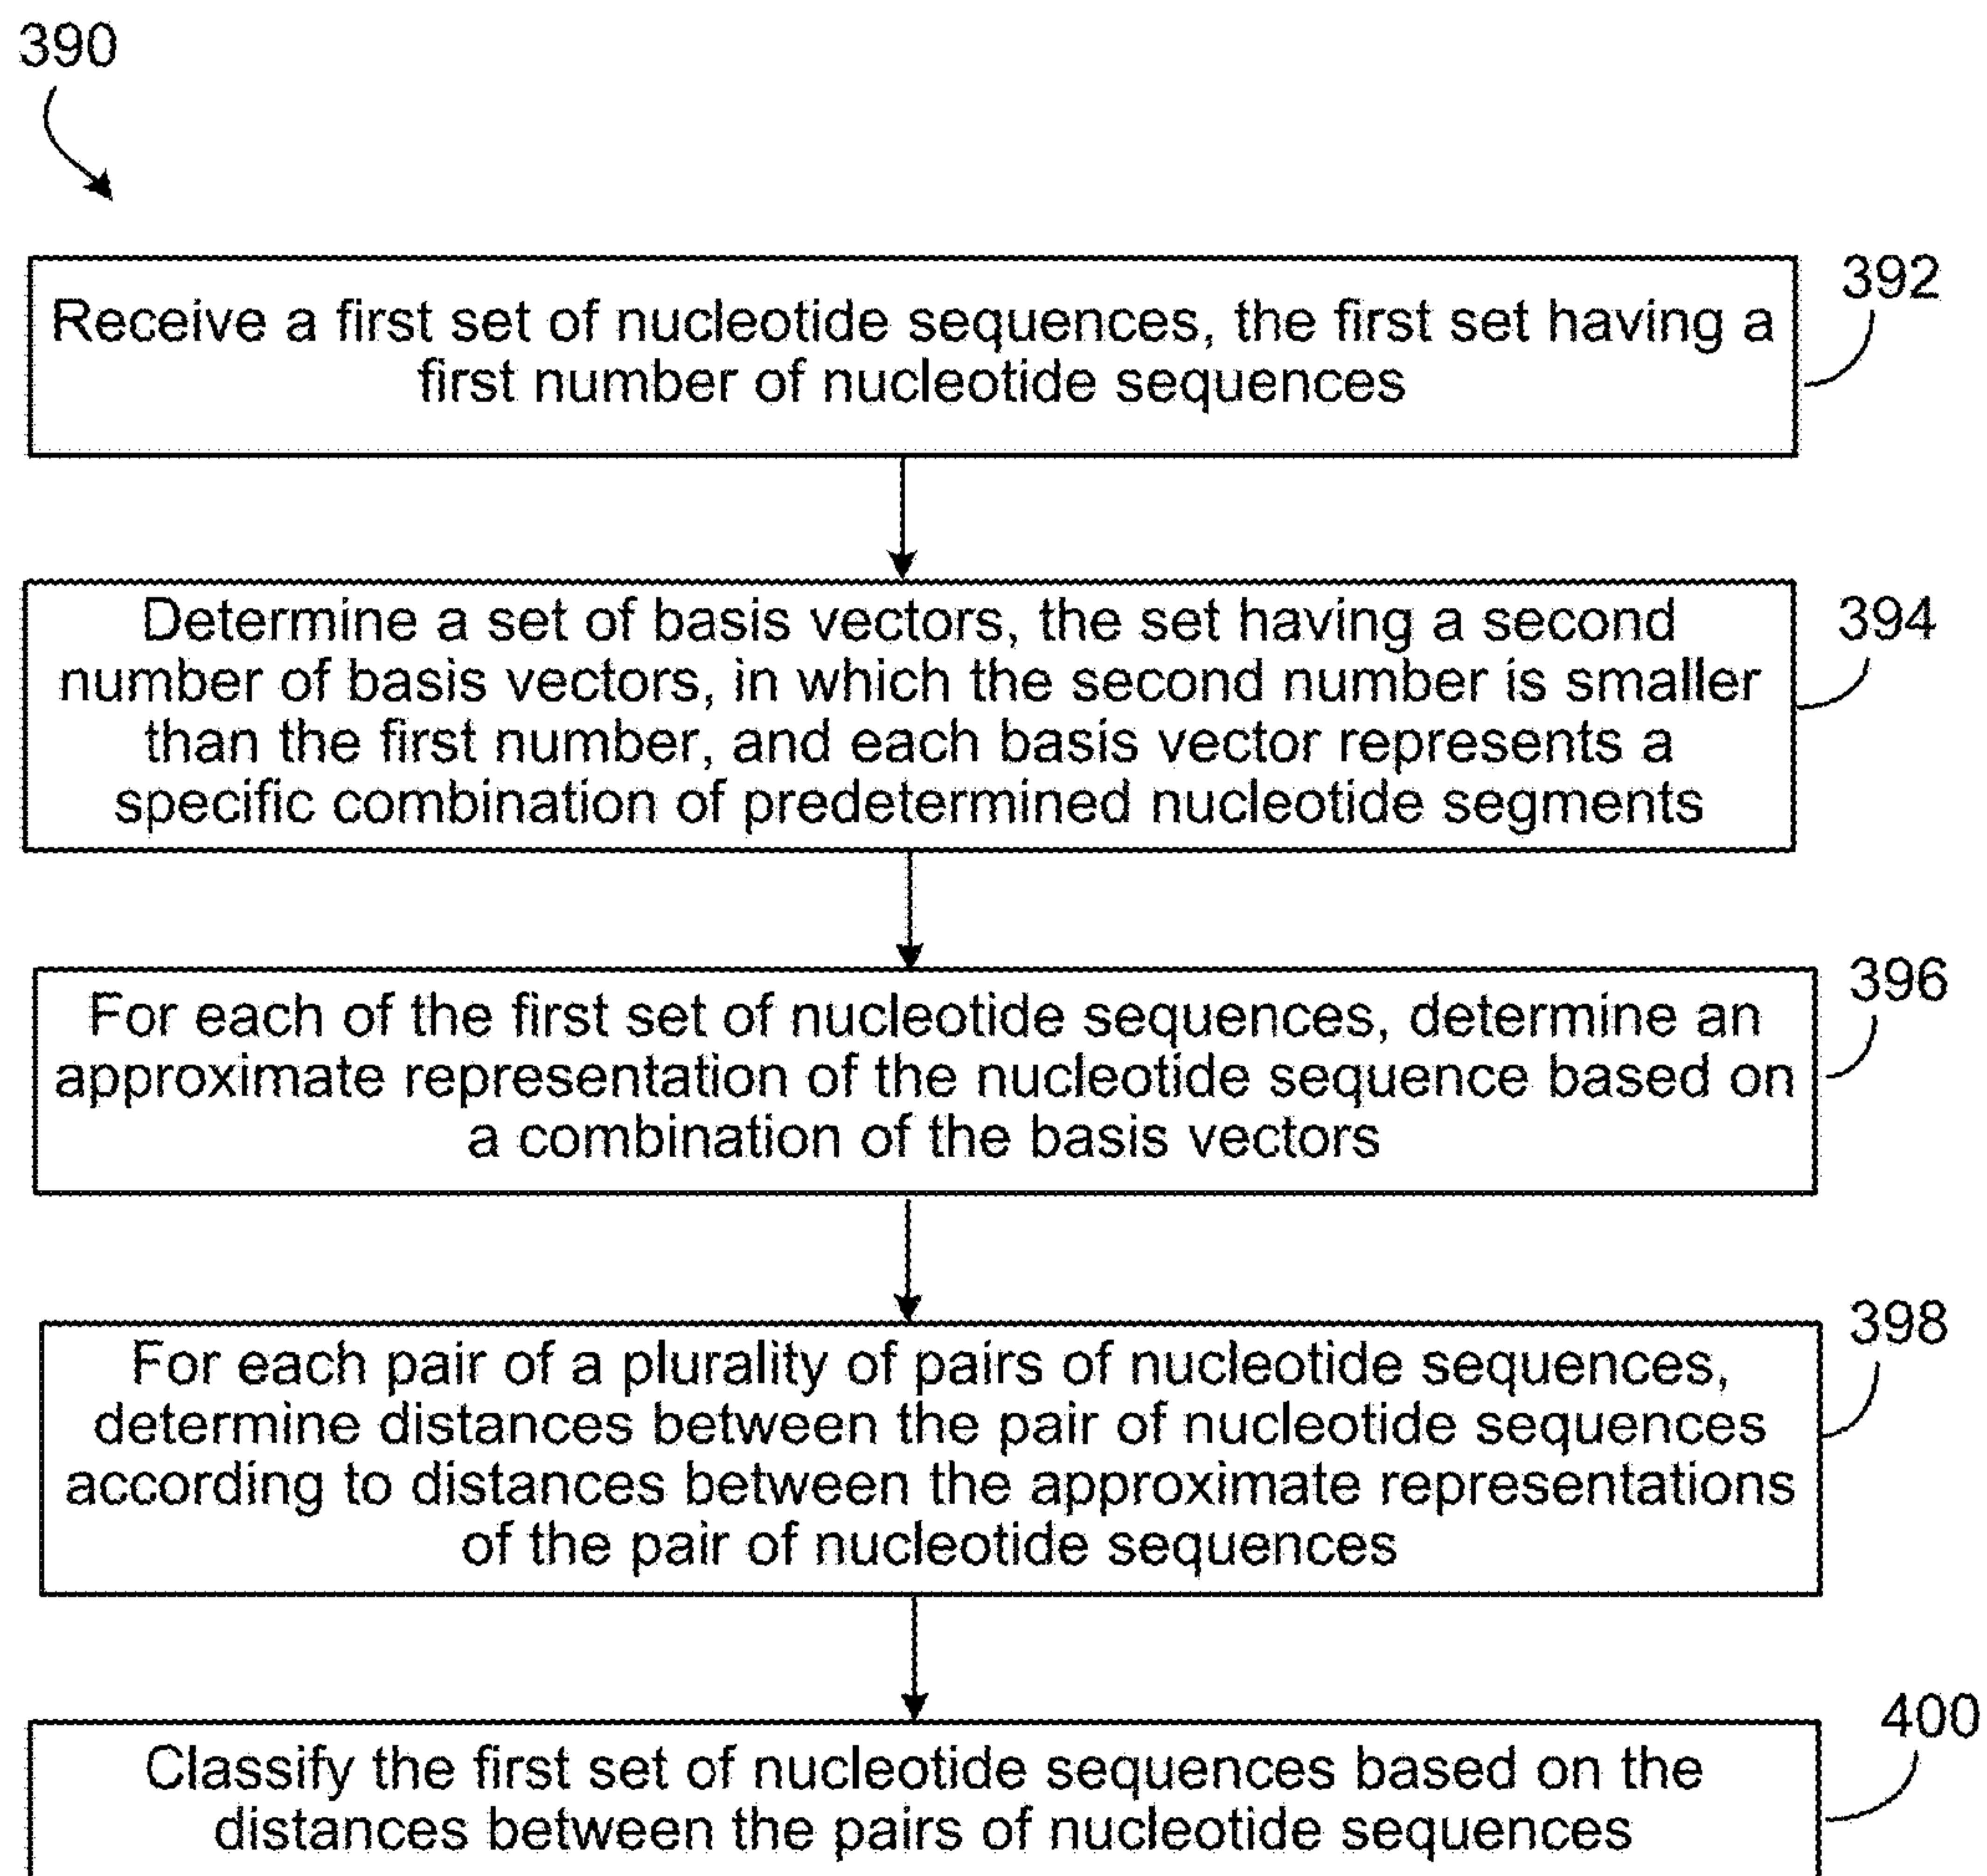 390
392
Receive a first set of nucleotide sequences, the first set having a
first number of nucleotide sequences
394
Determine a set of basis vectors, the set having a second
number of basis vectors, in which the second number is smaller
than the first number, and each basis vector represents a
specific combination of predetermined nucleotide segments
396
For each of the first set of nucleotide sequences, determine an
approximate representation of the nucleotide sequence based on
a combination of the basis vectors
398
For each pair of a plurality of pairs of nucleotide sequences,
determine distances between the pair of nucleotide sequences
according to distances between the approximate representations
of the pair of nucleotide sequences
400
Classify the first set of nucleotide sequences based on the
distances between the pairs of nucleotide sequences